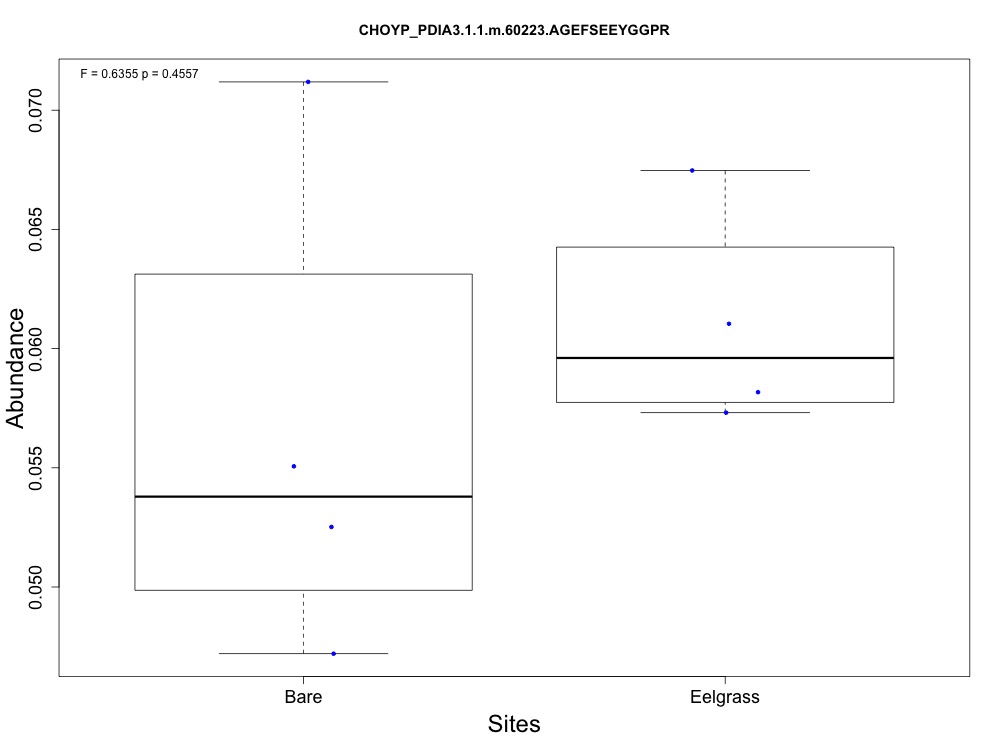 CHOYP_PDIA3.1.1.m.60223.AGEFSEEYGGPR
F = 0.6355 p = 0.4557
0.070
0.065
0.060
0.055
0.050
Abundance
Bare
Eelgrass
Sites